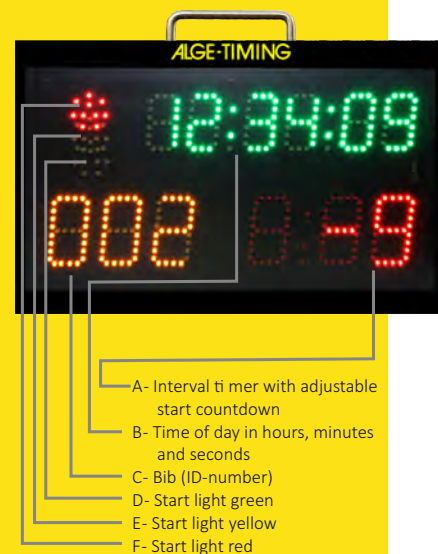 ALGE-TIMING
12:34:09
002 -9
A- Interval ti mer with adjustable
start countdown
B- Time of day in hours, minutes
and seconds
C- Bib (ID-number)
D- Start light green
E- Start light yellow
F- Start light red